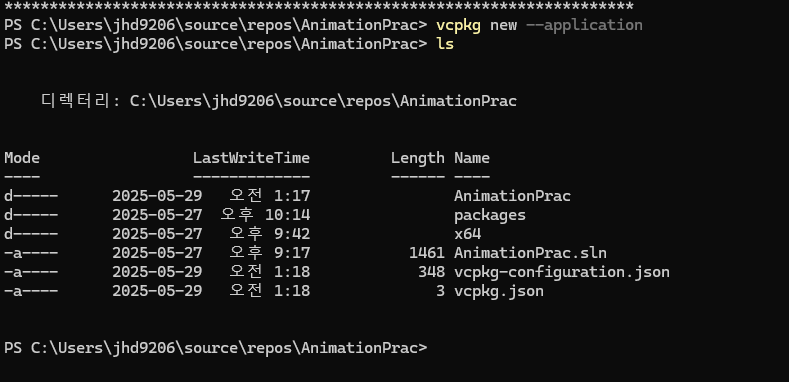 **********************************************************************
PS C:\Users\jhd9206\source\repos\AnimationPrac> vcpkg new --application
PS C:\Users\jhd9206\source\repos\AnimationPrac> ls
디렉터리: C:\Users\jhd9206\source\repos\AnimationPrac
Mode                 LastWriteTime         Length Name
----                 -------------         ------ ----
d-----      2025-05-29   오전 1:17                AnimationPrac
d-----      2025-05-27  오후 10:14                packages
d-----      2025-05-27   오후 9:42                x64
-a----      2025-05-27   오후 9:17           1461 AnimationPrac.sln
-a----      2025-05-29   오전 1:18            348 vcpkg-configuration.json
-a----      2025-05-29   오전 1:18              3 vcpkg.json
PS C:\Users\jhd9206\source\repos\AnimationPrac>